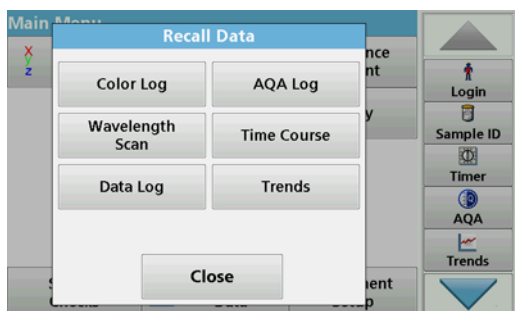 Main Menu
Recall Data
X
y
z
nce
nt
Color Log
AQA Log
Login
y
Wavelength
Scan
Time Course
Sample ID
Timer
Data Log
Trends
AQA
Trends
Close
ment